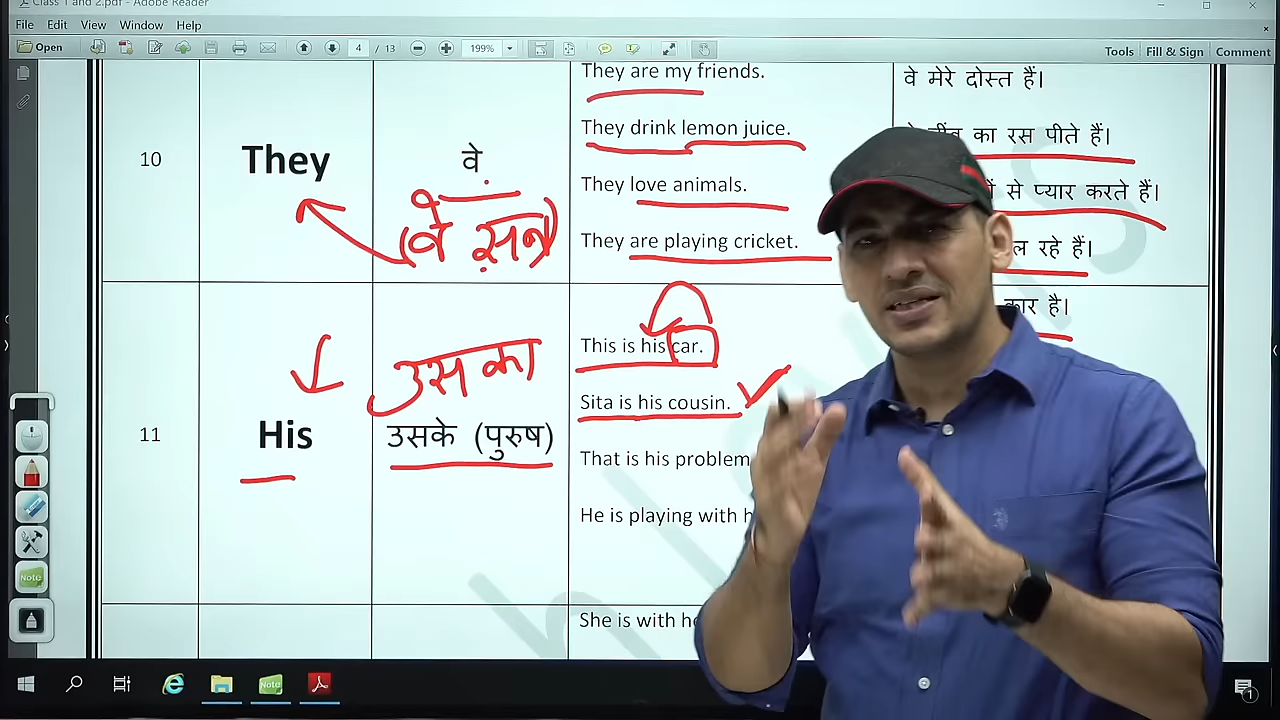 Class 1 and 2.pdf - Adobe Reader
File Edit View Window Help
Open 4 / 13 199% Tools Fill & Sign Comment
They are my friends. वे मेरे दोस्त हैं।
They drink lemon juice. का रस पीते हैं।
10 They वे
They love animals. से प्यार करते हैं।
They are playing cricket. रहे हैं।
कार है।
This is his car.
उसका
Sita is his cousin.
11 His उसके (पुरुष)
That is his problem
He is playing with
She is with
Note
Note
1